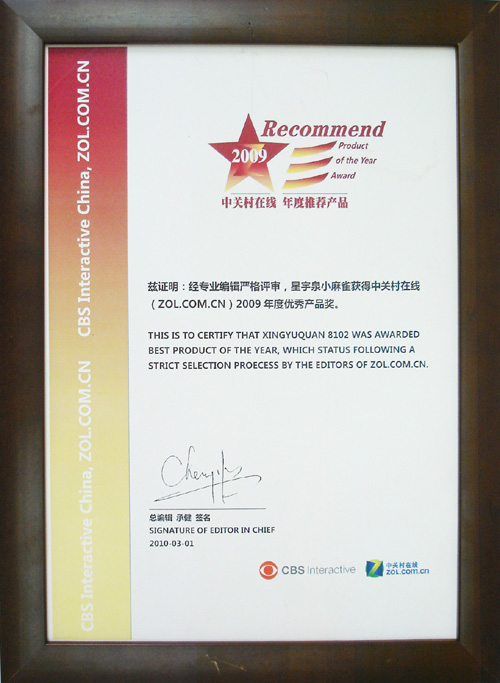 CBS Interactive China, ZOL.COM.CN
CBS Interactive China, ZOL.COM.CN
2009
Recommend
Product
of the Year
Award
中关村在线 年度推荐产品
兹证明：经专业编辑严格评审，星宇泉小麻雀获得中关村在线
（ZOL.COM.CN）2009 年度优秀产品奖。
THIS IS TO CERTIFY THAT XINGYUQUAN 8102 WAS AWARDED
BEST PRODUCT OF THE YEAR, WHICH STATUS FOLLOWING A
STRICT SELECTION PROECESS BY THE EDITORS OF ZOL.COM.CN.
总编辑 承健 签名
SIGNATURE OF EDITOR IN CHIEF
2010-03-01
CBS interactive
中关村在线
ZOL.com.cn